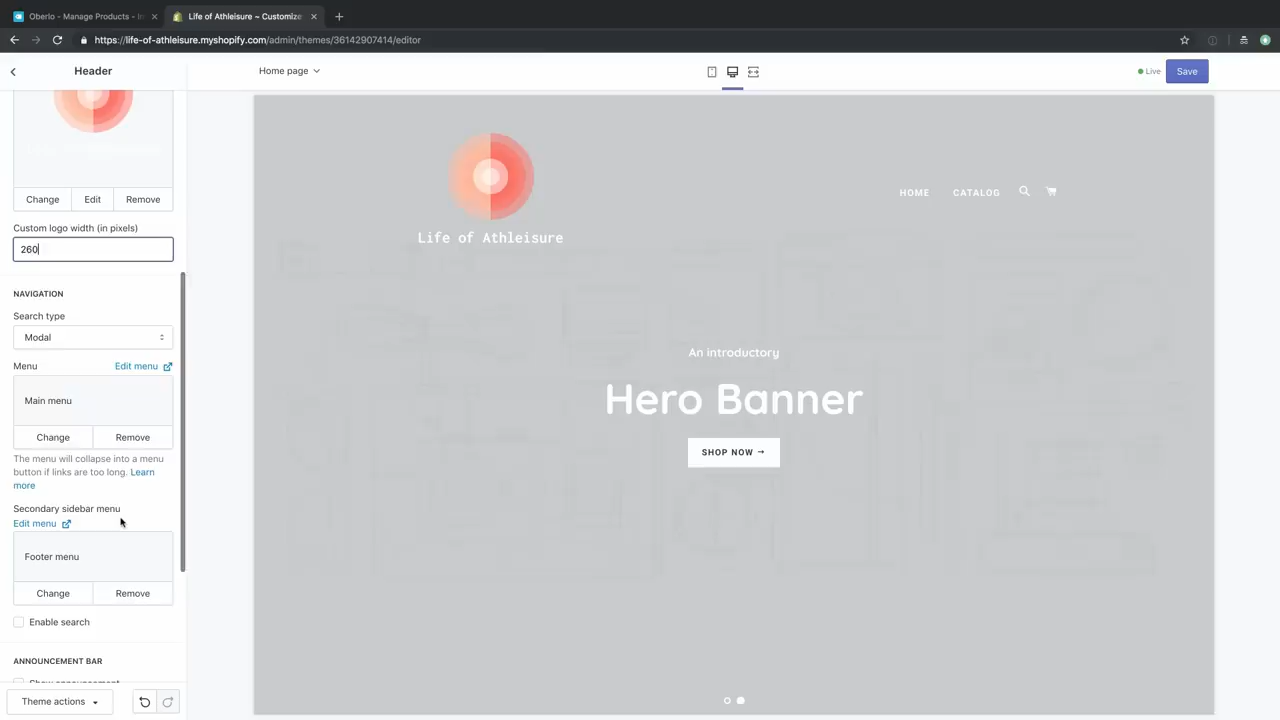 Oberlo - Manage Products - In
Life of Athleisure ~ Customize
https://life-of-athleisure.myshopify.com/admin/themes/36142907414/editor
Header
Home page
Live
Save
Change
Edit
Remove
Custom logo width (in pixels)
260
NAVIGATION
Search type
Modal
Menu
Edit menu
Main menu
Change
Remove
The menu will collapse into a menu
button if links are too long. Learn
more
Secondary sidebar menu
Edit menu
Footer menu
Change
Remove
Enable search
ANNOUNCEMENT BAR
Show announcement
Theme actions
Life of Athleisure
HOME
CATALOG
An introductory
Hero Banner
SHOP NOW →